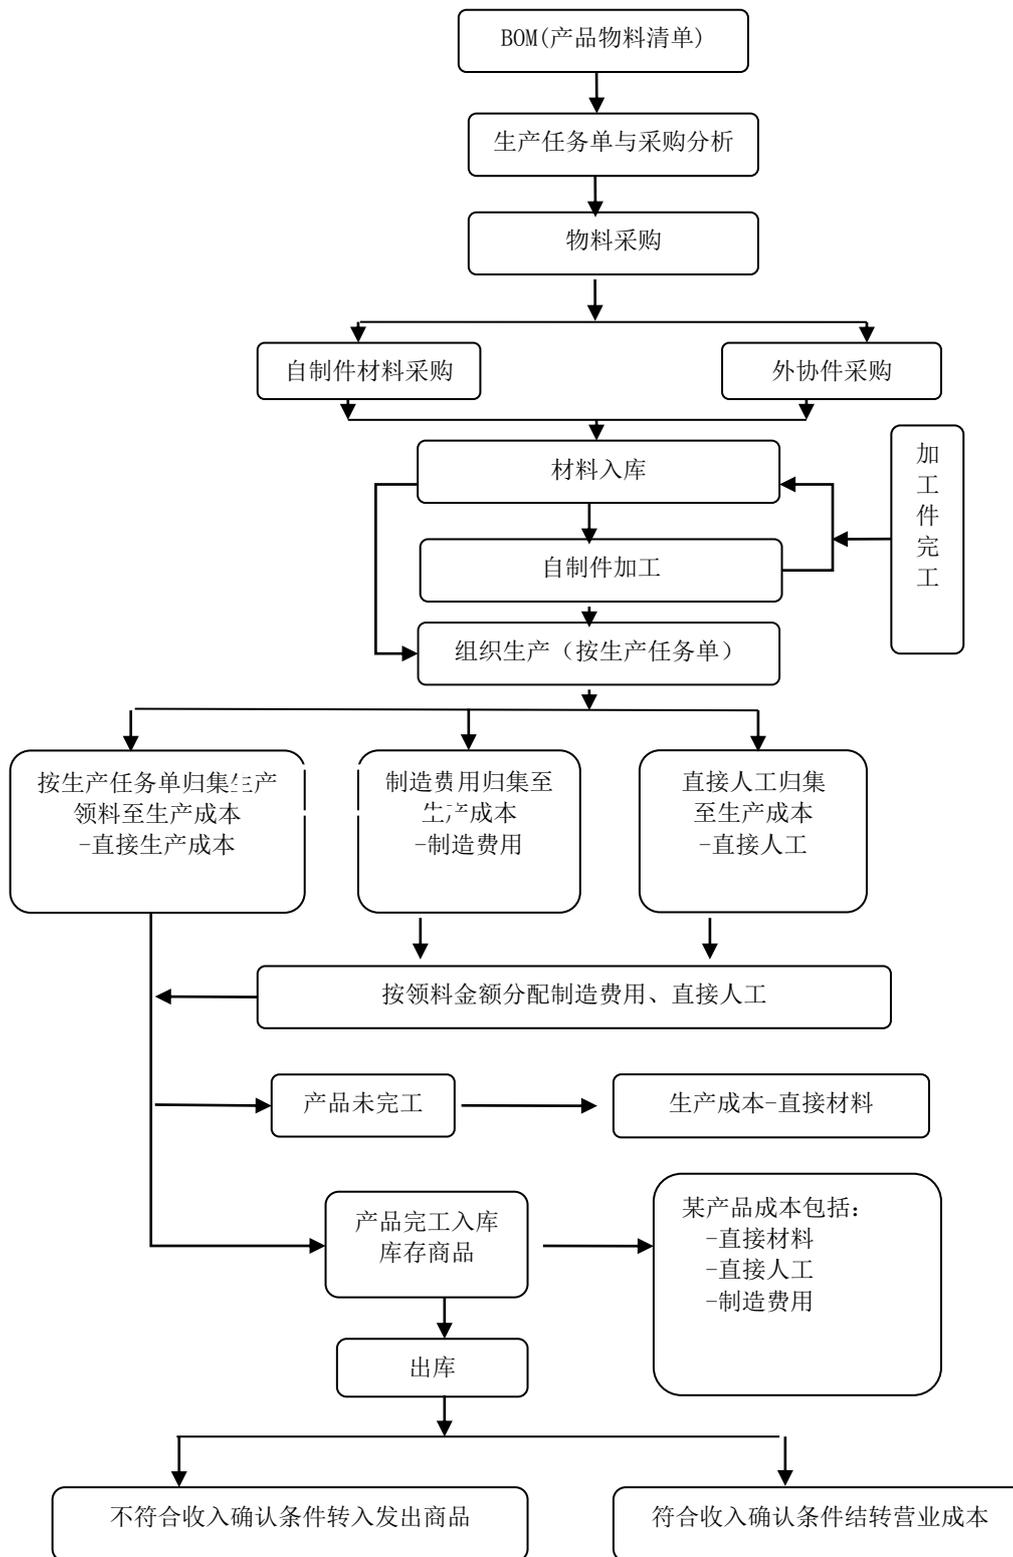 BOM(产品物料清单)
生产任务单与采购分析
物料采购
自制件材料采购
外协件采购
材料入库
加
工
件
完
工
自制件加工
组织生产（按生产任务单）
按生产任务单归集生产
领料至生产成本
-直接生产成本
制造费用归集至
生产成本
-制造费用
直接人工归集
至生产成本
-直接人工
按领料金额分配制造费用、直接人工
产品未完工
生产成本-直接材料
产品完工入库
库存商品
某产品成本包括：
-直接材料
-直接人工
-制造费用
出库
不符合收入确认条件转入发出商品
符合收入确认条件结转营业成本